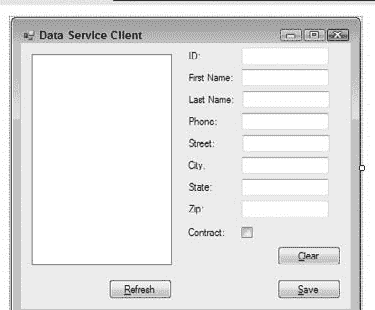 Data Service Client
ID:
First Name:
Last Name:
Phone:
Street:
City:
State:
Zip:
Contract:
Clear
Refresh
Save